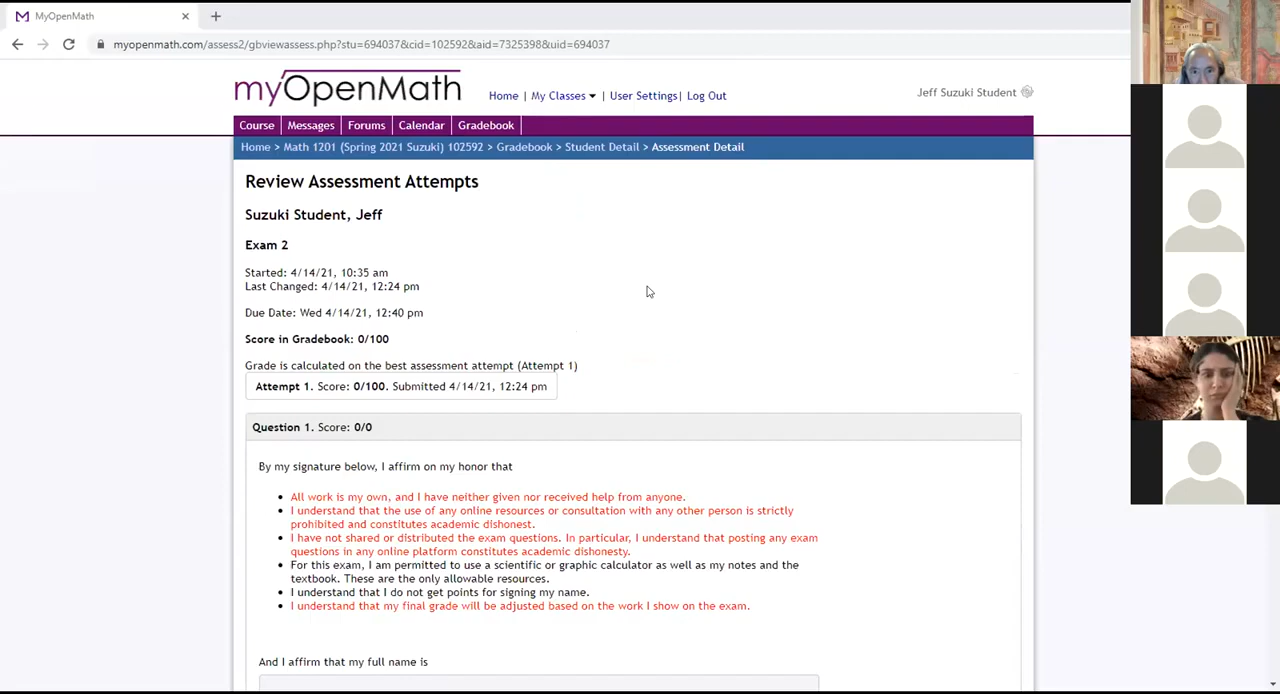 MyOpenMath
myopenmath.com/assess2/gbviewassess.php?stu=694037&cid=102592&aid=7325398&uid=694037
myOpenMath
Home | My Classes | User Settings| Log Out
Jeff Suzuki Student
Course Messages Forums Calendar Gradebook
Home > Math 1201 (Spring 2021 Suzuki) 102592 > Gradebook > Student Detail > Assessment Detail
Review Assessment Attempts
Suzuki Student, Jeff
Exam 2
Started: 4/14/21, 10:35 am
Last Changed: 4/14/21, 12:24 pm
Due Date: Wed 4/14/21, 12:40 pm
Score in Gradebook: 0/100
Grade is calculated on the best assessment attempt (Attempt 1)
Attempt 1. Score: 0/100. Submitted 4/14/21, 12:24 pm
Question 1. Score: 0/0
By my signature below, I affirm on my honor that
• All work is my own, and I have neither given nor received help from anyone.
• I understand that the use of any online resources or consultation with any other person is strictly
prohibited and constitutes academic dishonest.
• I have not shared or distributed the exam questions. In particular, I understand that posting any exam
questions in any online platform constitutes academic dishonesty.
• For this exam, I am permitted to use a scientific or graphic calculator as well as my notes and the
textbook. These are the only allowable resources.
• I understand that I do not get points for signing my name.
• I understand that my final grade will be adjusted based on the work I show on the exam.
And I affirm that my full name is